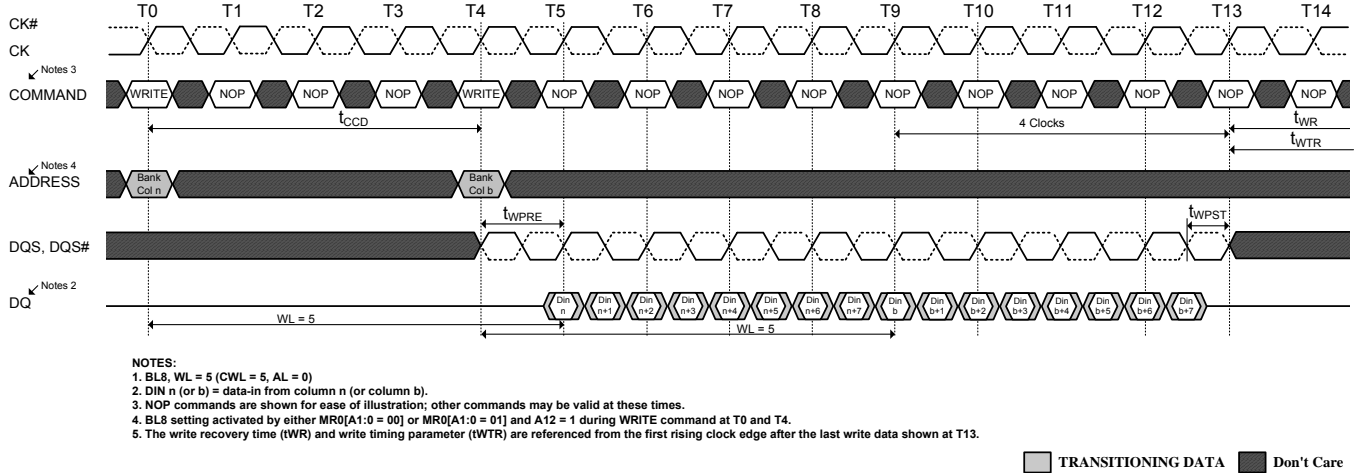 T0 T1 T2 T3 T4 T5 T6 T7 T8 T9 T10 T11 T12 T13 T14
CK#
CK
Notes 3
COMMAND WRITE NOP NOP NOP WRITE NOP NOP NOP NOP NOP NOP NOP NOP NOP NOP
tCCD 4 Clocks tWR
tWTR
Notes 4
ADDRESS Bank Col n Bank Col b
tWPRE tWPST
DQS, DQS#
Notes 2
DQ Din n Din n+1 Din n+2 Din n+3 Din n+4 Din n+5 Din n+6 Din n+7 Din b Din b+1 Din b+2 Din b+3 Din b+4 Din b+5 Din b+6 Din b+7
WL = 5
WL = 5
NOTES:
1. BL8, WL = 5 (CWL = 5, AL = 0)
2. DIN n (or b) = data-in from column n (or column b).
3. NOP commands are shown for ease of illustration; other commands may be valid at these times.
4. BL8 setting activated by either MR0[A1:0 = 00] or MR0[A1:0 = 01] and A12 = 1 during WRITE command at T0 and T4.
5. The write recovery time (tWR) and write timing parameter (tWTR) are referenced from the first rising clock edge after the last write data shown at T13.
TRANSITIONING DATA Don't Care